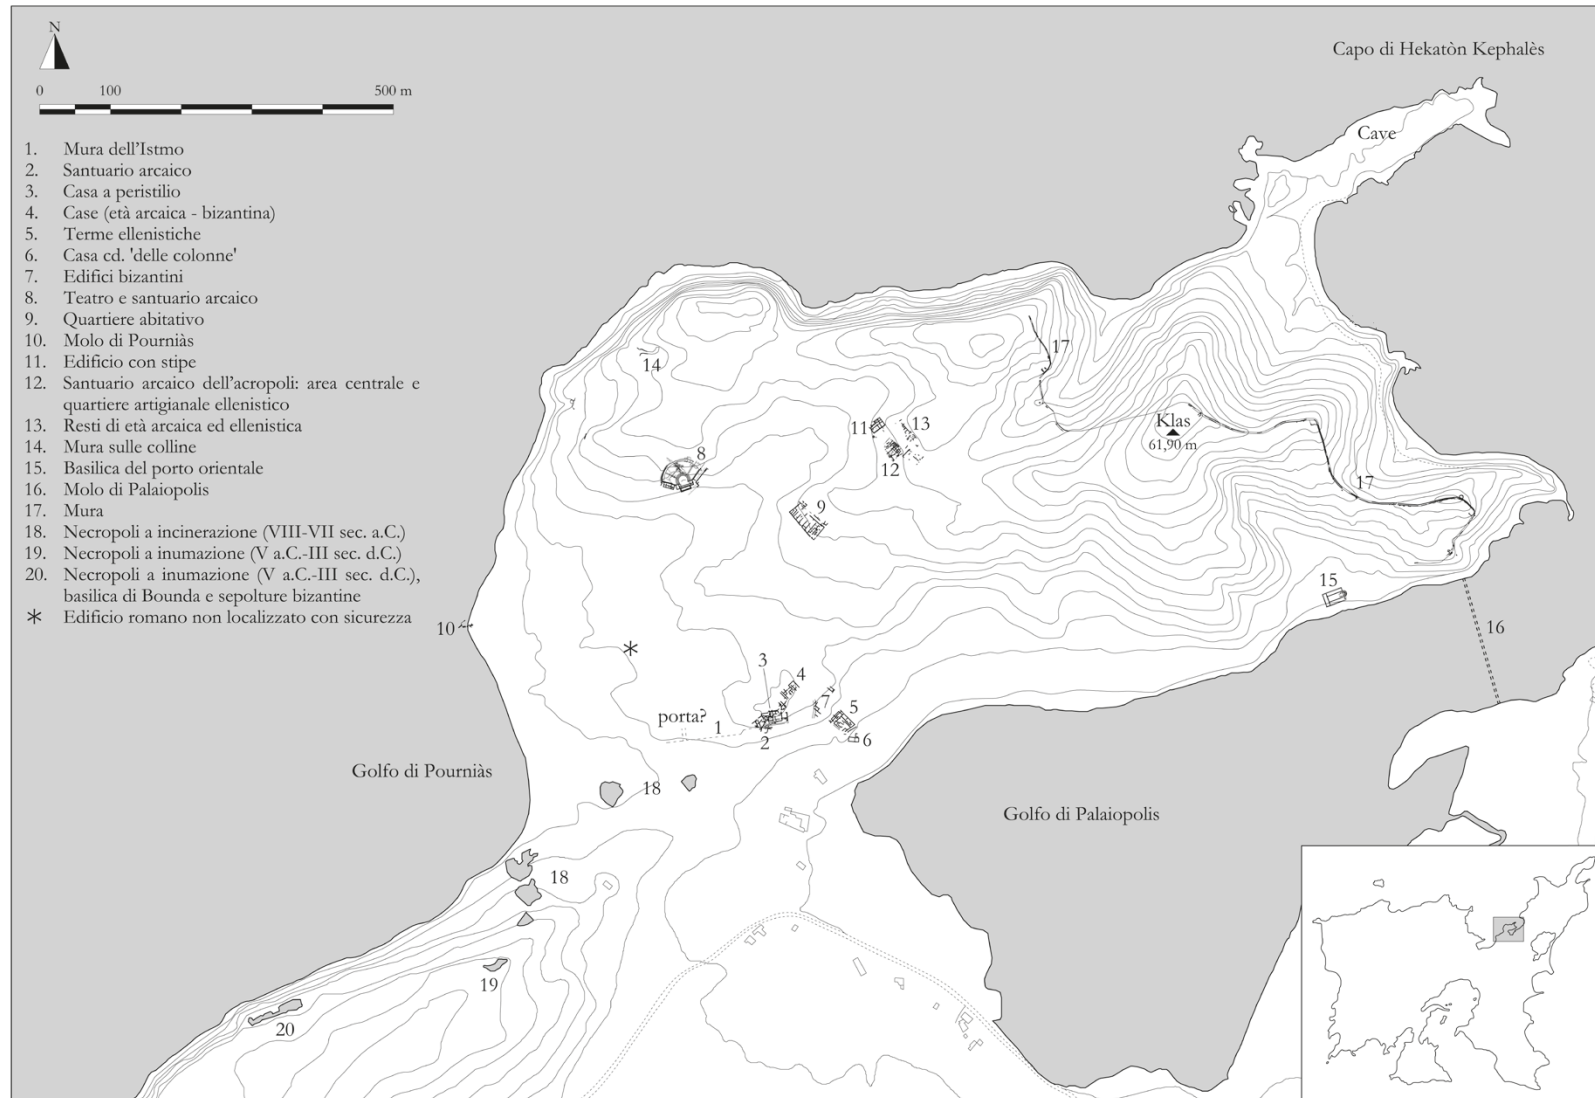 N
0 100 500 m
1. Mura dell'Istmo
2. Santuario arcaico
3. Casa a peristilio
4. Case (età arcaica - bizantina)
5. Terme ellenistiche
6. Casa cd. 'delle colonne'
7. Edifici bizantini
8. Teatro e santuario arcaico
9. Quartiere abitativo
10. Molo di Pourniàs
11. Edificio con stipe
12. Santuario arcaico dell'acropoli: area centrale e
quartiere artigianale ellenistico
13. Resti di età arcaica ed ellenistica
14. Mura sulle colline
15. Basilica del porto orientale
16. Molo di Palaiopolis
17. Mura
18. Necropoli a incinerazione (VIII-VII sec. a.C.)
19. Necropoli a inumazione (V a.C.-III sec. d.C.)
20. Necropoli a inumazione (V a.C.-III sec. d.C.),
basilica di Bounda e sepolture bizantine
* Edificio romano non localizzato con sicurezza
Capo di Hekatòn Kephalès
Cave
17
14
Klas
61,90 m
11
13
12
8
17
9
15
16
10
*
3
4
7
5
porta?
1
2
6
Golfo di Pourniàs
18
Golfo di Palaiopolis
18
19
20